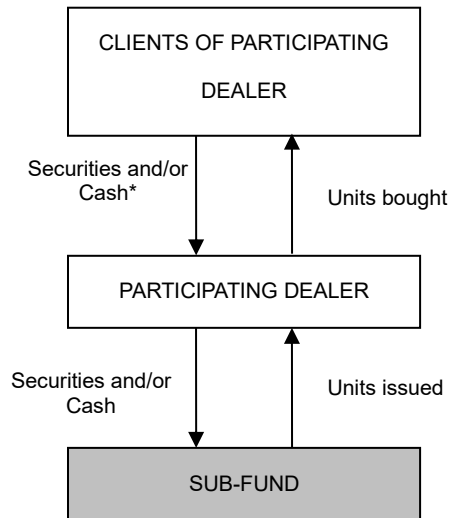 CLIENTS OF PARTICIPATING
DEALER
Securities and/or
Cash*
Units bought
PARTICIPATING DEALER
Securities and/or
Cash
Units issued
SUB-FUND